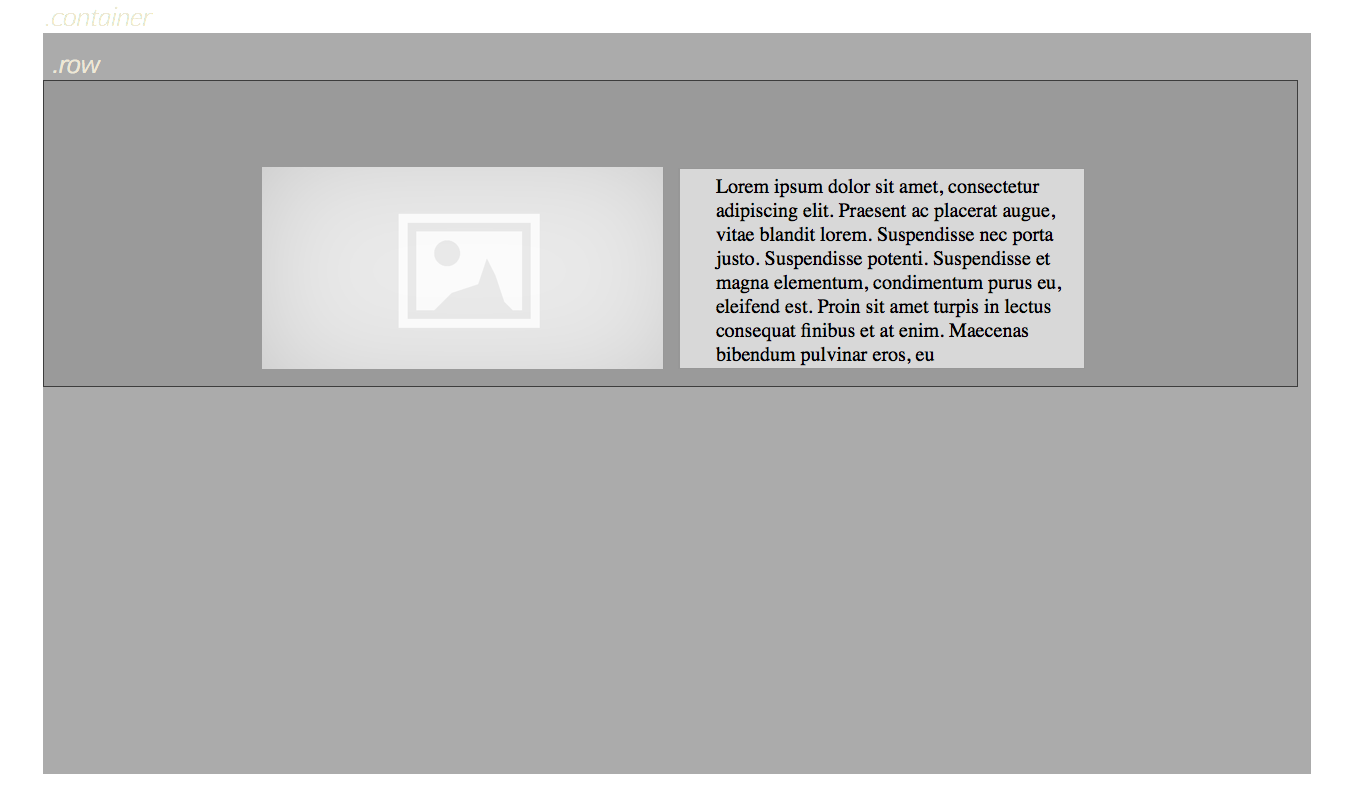 .container
.row
Lorem ipsum dolor sit amet, consectetur
adipiscing elit. Praesent ac placerat augue,
vitae blandit lorem. Suspendisse nec porta
justo. Suspendisse potenti. Suspendisse et
magna elementum, condimentum purus eu,
eleifend est. Proin sit amet turpis in lectus
consequat finibus et at enim. Maecenas
bibendum pulvinar eros, eu